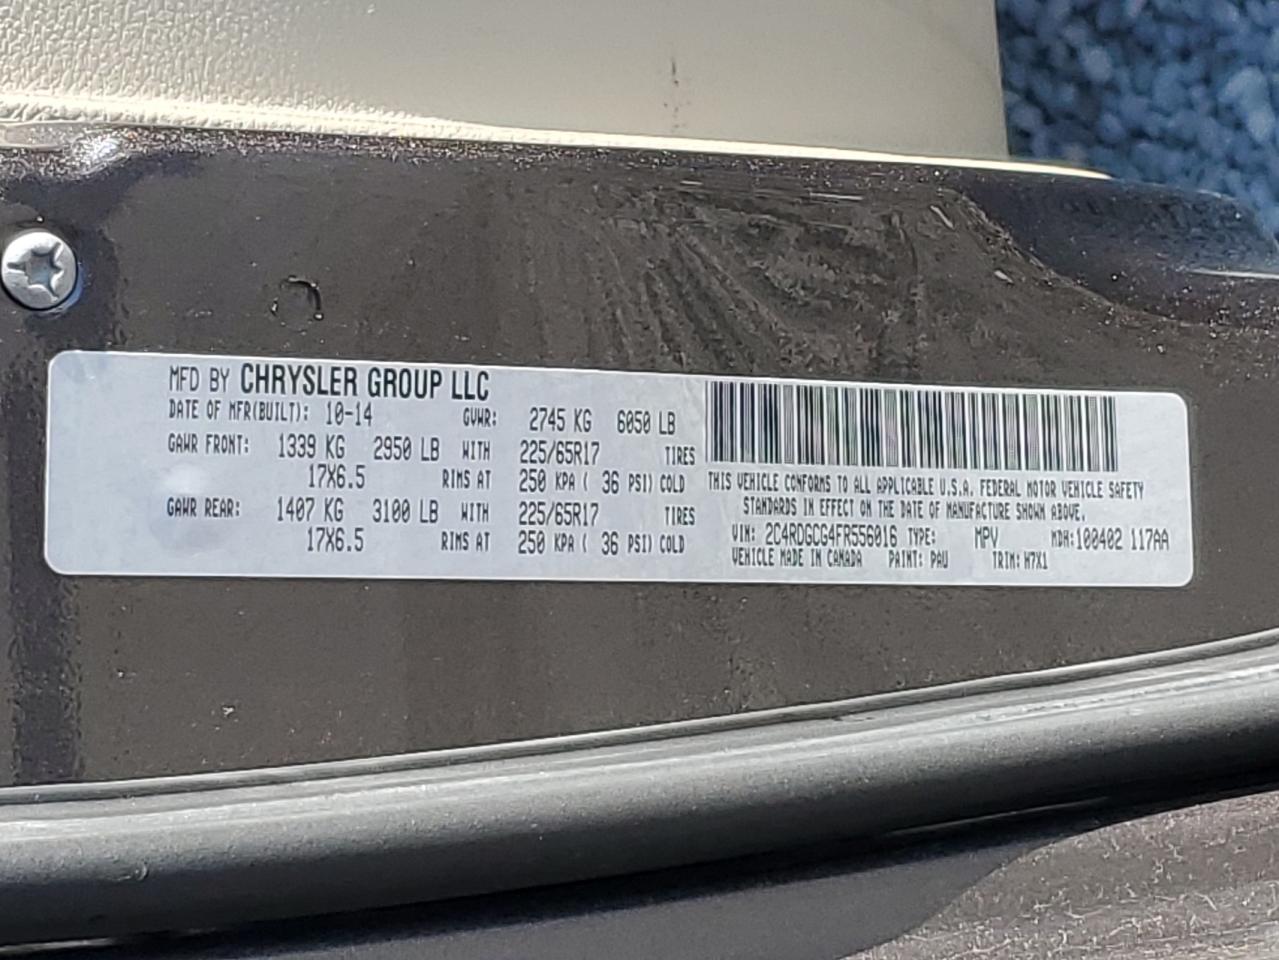 MFD BY CHRYSLER GROUP LLC
DATE OF MFR(BUILT): 10-14 GVWR: 2745 KG 6050 LB
GAWR FRONT: 1339 KG 2950 LB WITH 225/65R17 TIRES
17X6.5 RIMS AT 250 KPA ( 36 PSI) COLD
GAWR REAR: 1407 KG 3100 LB WITH 225/65R17 TIRES
17X6.5 RIMS AT 250 KPA ( 36 PSI) COLD
THIS VEHICLE CONFORMS TO ALL APPLICABLE U.S.A. FEDERAL MOTOR VEHICLE SAFETY
STANDARDS IN EFFECT ON THE DATE OF MANUFACTURE SHOWN ABOVE.
VIN: 2C4RDGCG4FR556016 TYPE: MPV MDH:100402 117AA
VEHICLE MADE IN CANADA PAINT: PAU TRIM: H7X1